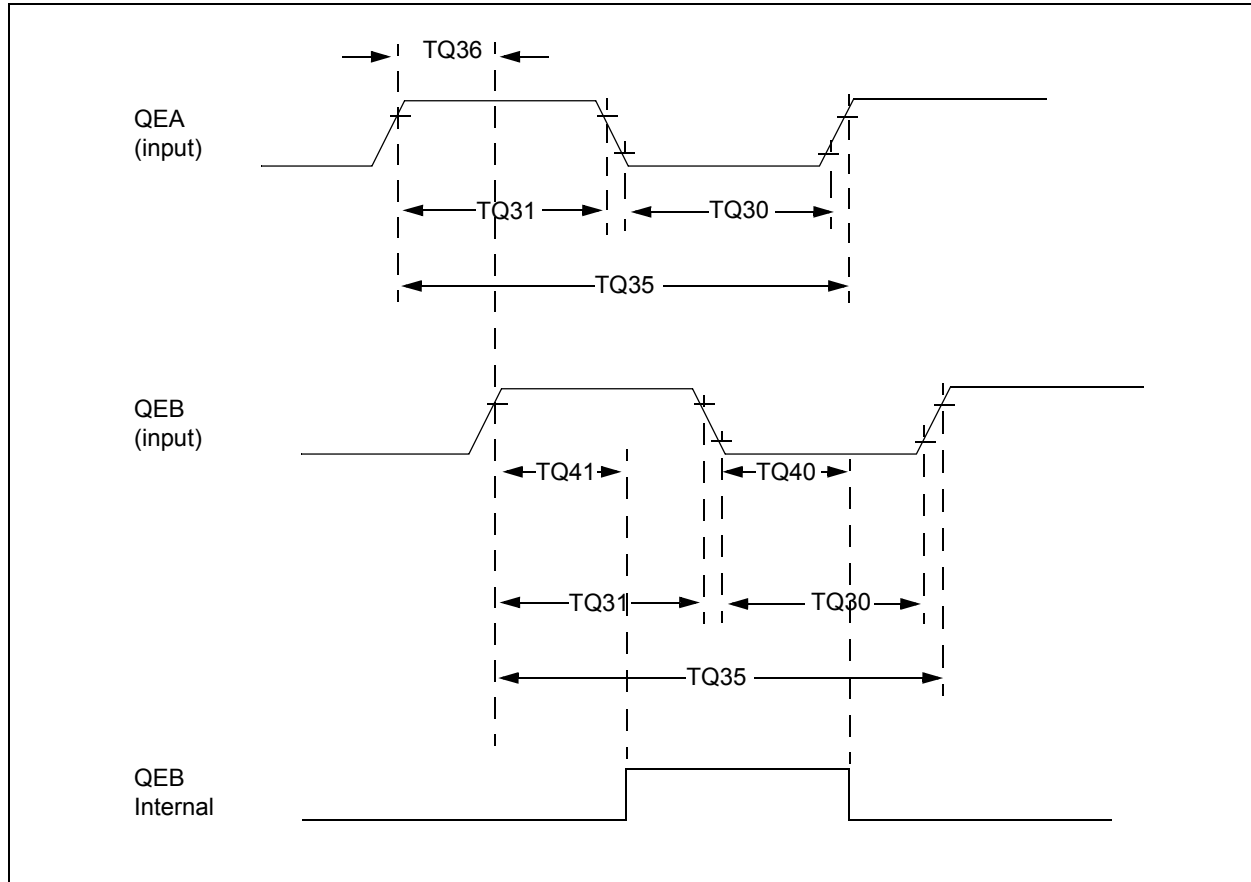 TQ36
QEA
(input)
TQ31
TQ30
TQ35
QEB
(input)
TQ41
TQ40
TQ31
TQ30
TQ35
QEB
Internal